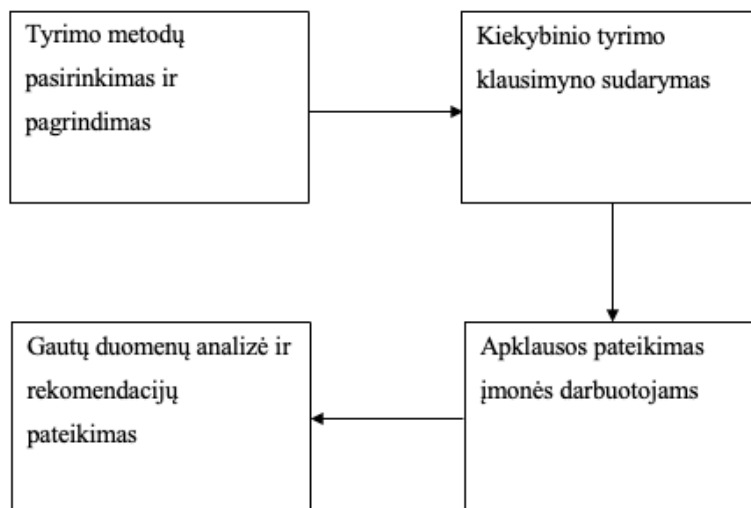 Tyrimo metodų
pasirinkimas ir
pagrindimas
Kiekybinio tyrimo
klausimyno sudarymas
Apklausos pateikimas
įmonės darbuotojams
Gautų duomenų analizė ir
rekomendacijų
pateikimas